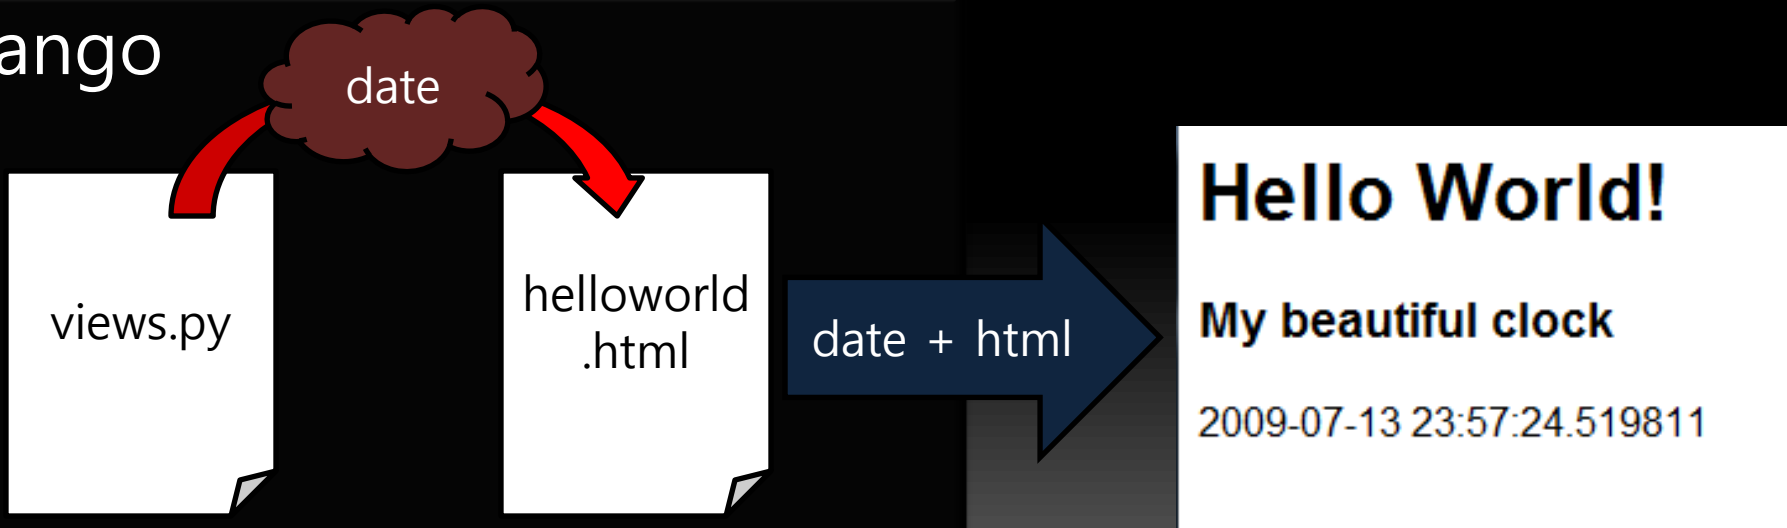 ango
date
views.py
helloworld
.html
date + html
Hello World!
My beautiful clock
2009-07-13 23:57:24.519811